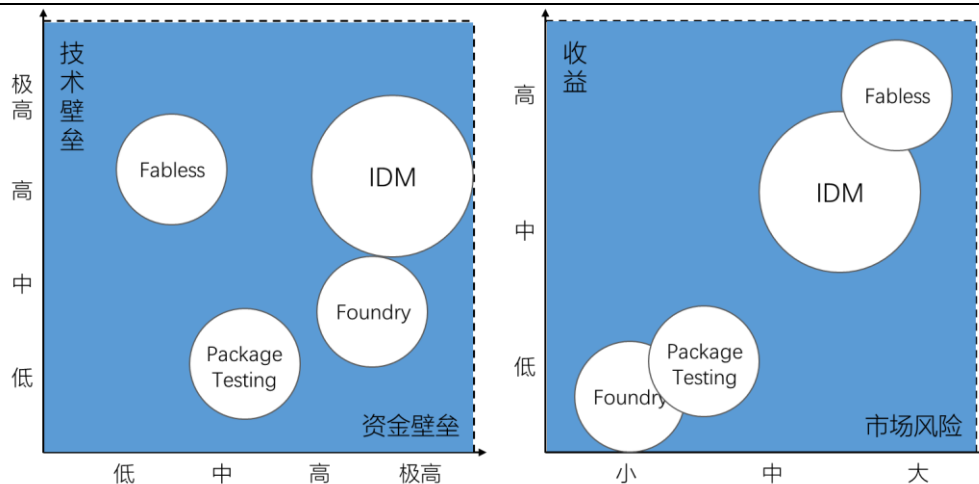 技术壁垒
极高
高
中
低
Fabless
IDM
Foundry
Package
Testing
资金壁垒
低
中
高
极高
收益
高
中
低
Fabless
IDM
Package
Testing
Foundry
市场风险
小
中
大